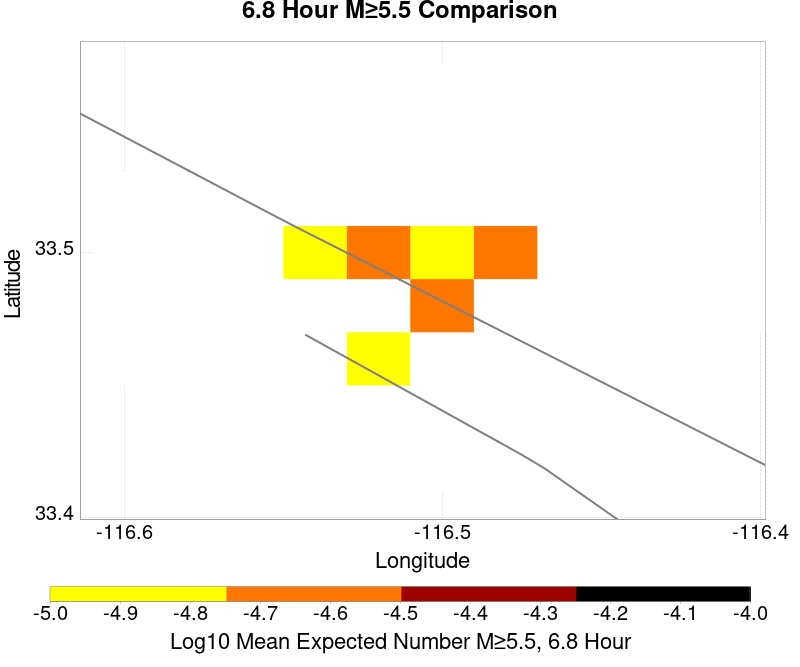 6.8 Hour M≥5.5 Comparison
Latitude
33.5
33.4
-116.6 -116.5 -116.4
Longitude
-5.0 -4.9 -4.8 -4.7 -4.6 -4.5 -4.4 -4.3 -4.2 -4.1 -4.0
Log10 Mean Expected Number M≥5.5, 6.8 Hour